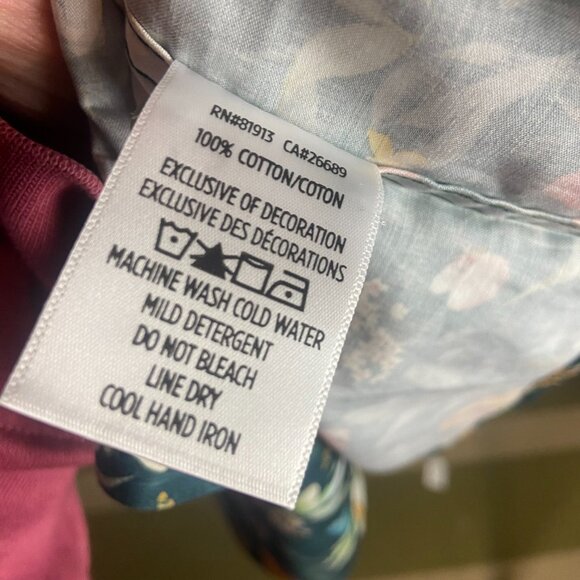 RN#81913 CA#26689
100% COTTON/COTON
EXCLUSIVE OF DECORATION
EXCLUSIVE DES DÉCORATIONS
MACHINE WASH COLD WATER
MILD DETERGENT
DO NOT BLEACH
LINE DRY
COOL HAND IRON